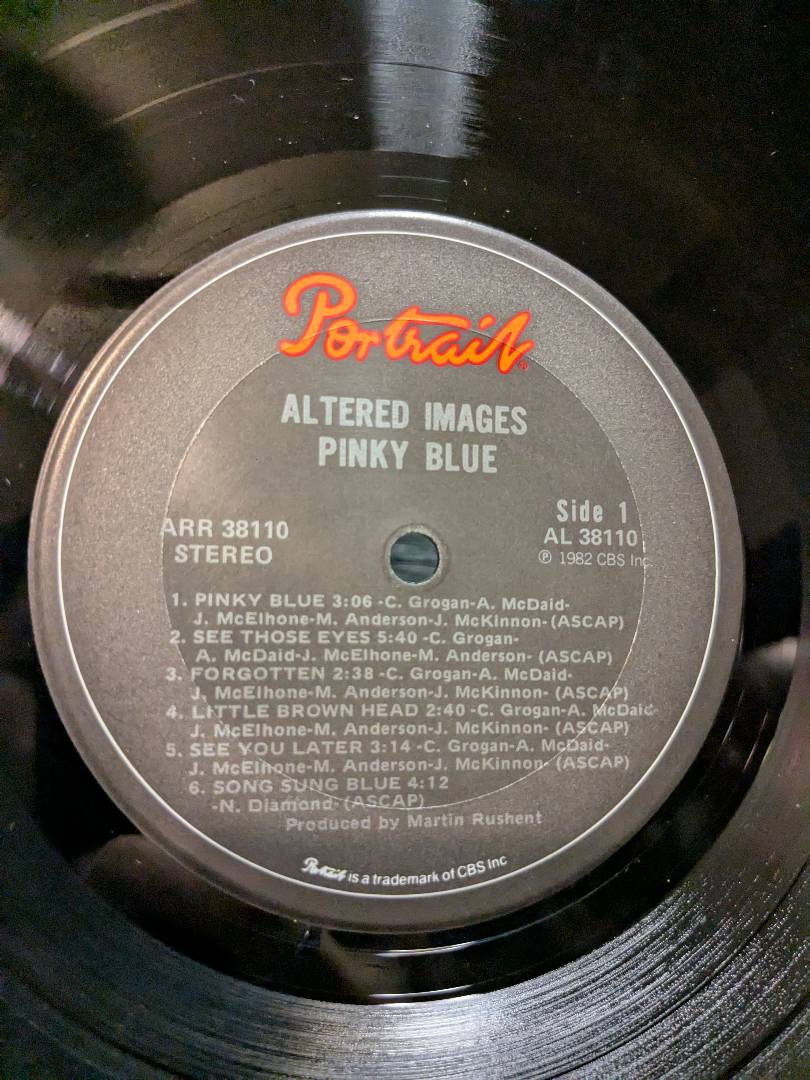 Portrait®
ALTERED IMAGES
PINKY BLUE
Side 1
ARR 38110
AL 38110
STEREO
℗ 1982 CBS Inc
1. PINKY BLUE 3:06 -C. Grogan-A. McDaid-
J. McElhone-M. Anderson-J. McKinnon- (ASCAP)
2. SEE THOSE EYES 5:40 -C. Grogan-
A. McDaid-J. McElhone-M. Anderson- (ASCAP)
3. FORGOTTEN 2:38 -C. Grogan-A. McDaid-
J. McElhone-M. Anderson-J. McKinnon- (ASCAP)
4. LITTLE BROWN HEAD 2:40 -C. Grogan-A. McDaid-
J. McElhone-M. Anderson-J. McKinnon- (ASCAP)
5. SEE YOU LATER 3:14 -C. Grogan-A. McDaid-
J. McElhone-M. Anderson-J. McKinnon- (ASCAP)
6. SONG SUNG BLUE 4:12
-N. Diamond- (ASCAP)
Produced by Martin Rushent
Portrait is a trademark of CBS Inc